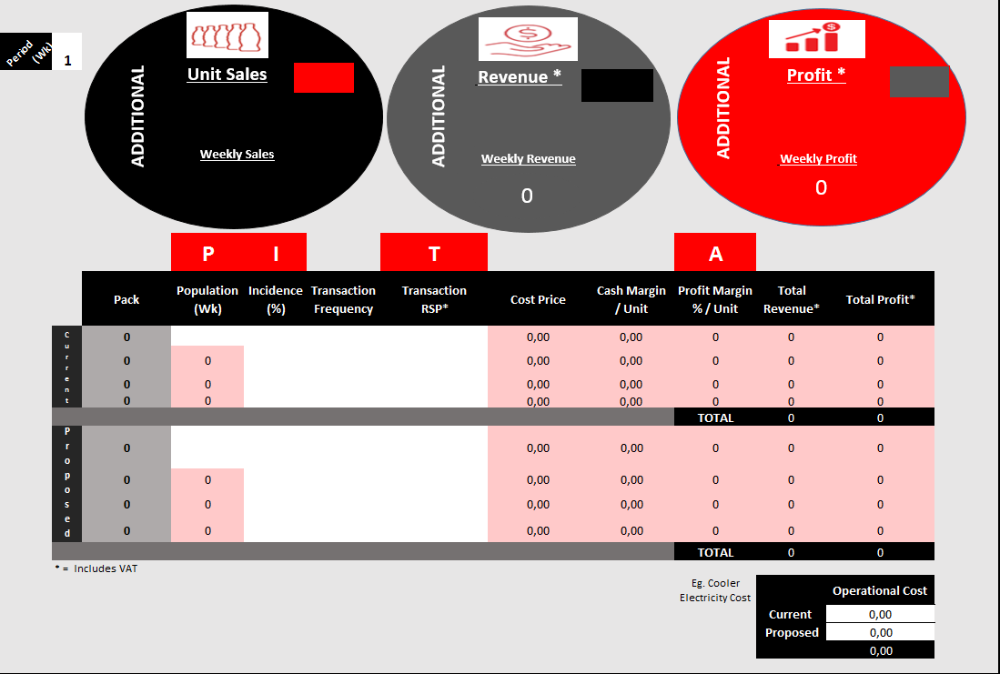 Period
(Wk)
1
ADDITIONAL
Unit Sales
Weekly Sales
ADDITIONAL
Revenue *
Weekly Revenue
0
ADDITIONAL
Profit *
Weekly Profit
0
P I T A
Pack Population (Wk) Incidence (%) Transaction Frequency Transaction RSP* Cost Price Cash Margin / Unit Profit Margin % / Unit Total Revenue* Total Profit*
Current
0 0,00 0,00 0 0 0
0 0 0,00 0,00 0 0 0
0 0 0,00 0,00 0 0 0
0 0 0,00 0,00 0 0 0
TOTAL 0 0
Proposed
0 0,00 0,00 0 0 0
0 0 0,00 0,00 0 0 0
0 0 0,00 0,00 0 0 0
0 0 0,00 0,00 0 0 0
TOTAL 0 0
* = Includes VAT
Eg. Cooler
Electricity Cost
Operational Cost
Current 0,00
Proposed 0,00
0,00